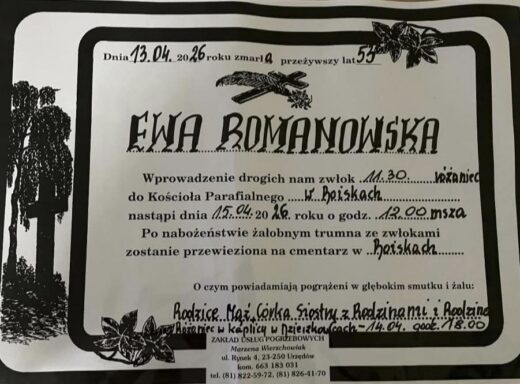 Dnia 13.04. 2026 roku zmarła przeżywszy lat 55
EWA ROMANOWSKA
Wprowadzenie drogich nam zwłok 11.30. różaniec
do Kościoła Parafialnego w Boiskach
nastąpi dnia 15.04. 2026. roku o godz. 12.00 msza
Po nabożeństwie żałobnym trumna ze zwłokami
zostanie przewieziona na cmentarz w Boiskach
O czym powiadamiają pogrążeni w głębokim smutku i żalu:
Rodzice, Mąż, Córka, Siostry z Rodzinami i Rodzina
Różaniec w kaplicy w Dzierzkowicach - 14.04. godz. 18.00
ZAKŁAD USŁUG POGRZEBOWYCH
Marzena Wierzchowiak
ul. Rynek 4, 23-250 Urzędów
kom. 663 183 031
tel. (81) 822-59-72, (81) 826-41-70